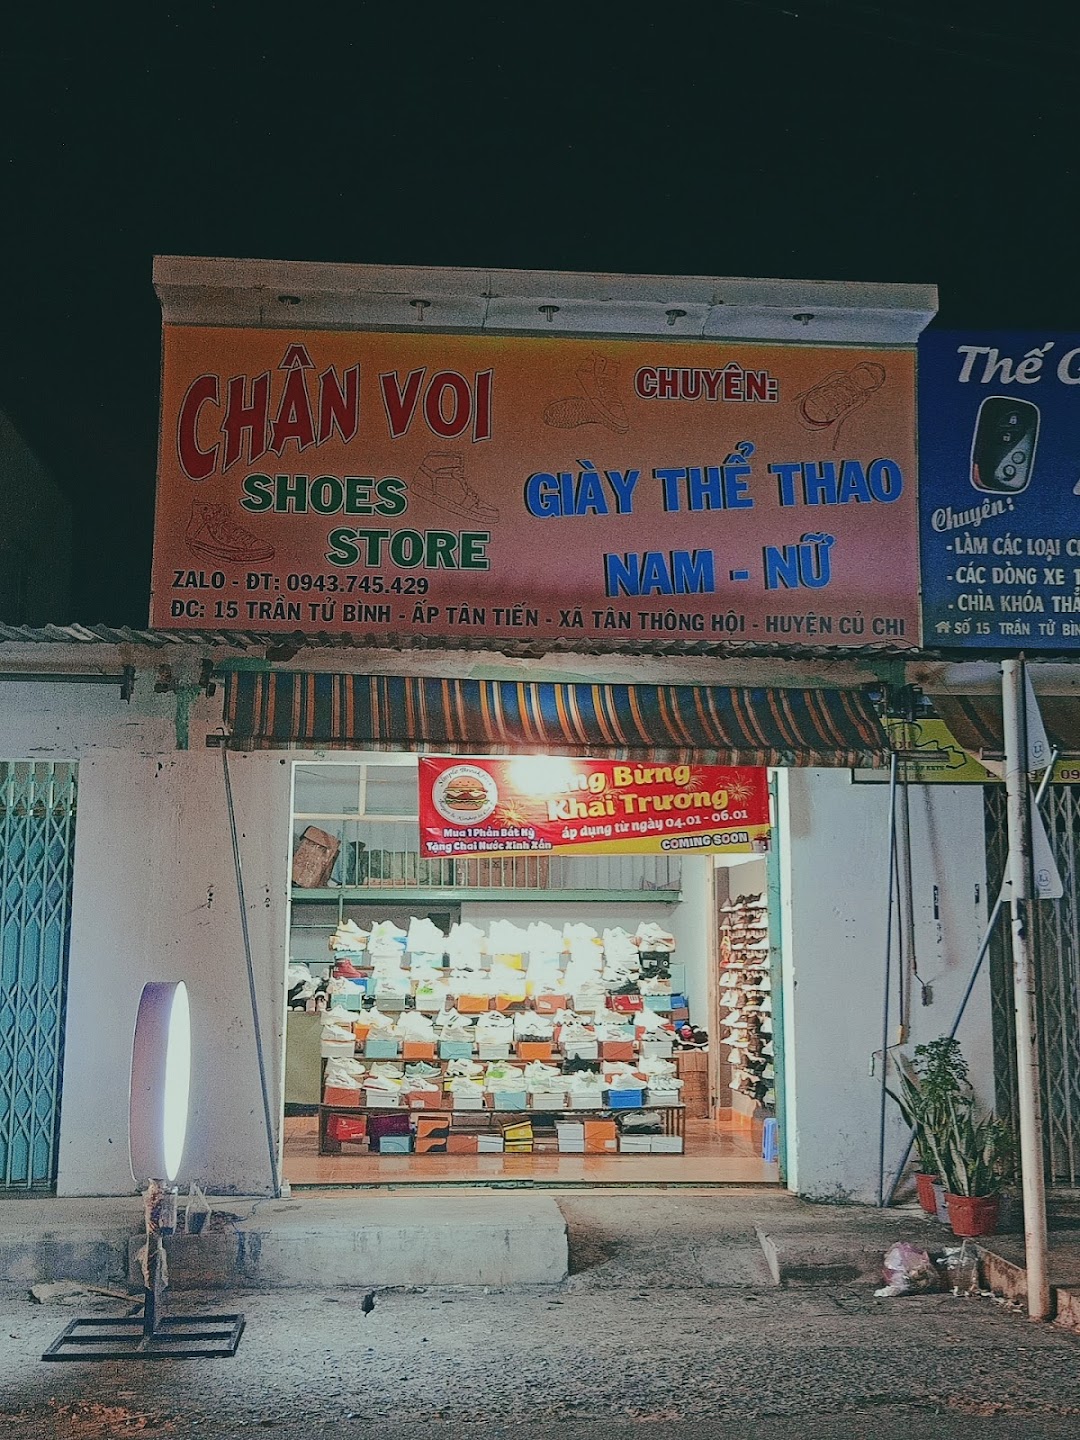 CHÂN VOI
SHOES
STORE
ZALO - ĐT: 0943.745.429
ĐC: 15 TRẦN TỬ BÌNH - ẤP TÂN TIẾN - XÃ TÂN THÔNG HỘI - HUYỆN CỦ CHI
CHUYÊN:
GIÀY THỂ THAO
NAM - NỮ
Thế
Chuyên:
- LÀM CÁC LOẠI
- CÁC DÒNG XE
- CHÌA KHÓA
SỐ 15 TRẦN TỬ
Bừng
Khai Trương
áp dụng từ ngày 04.01 - 06.01
COMING SOON
Mua 1 Phần Bất Kỳ
Tặng Chai Nước Xinh Xắn